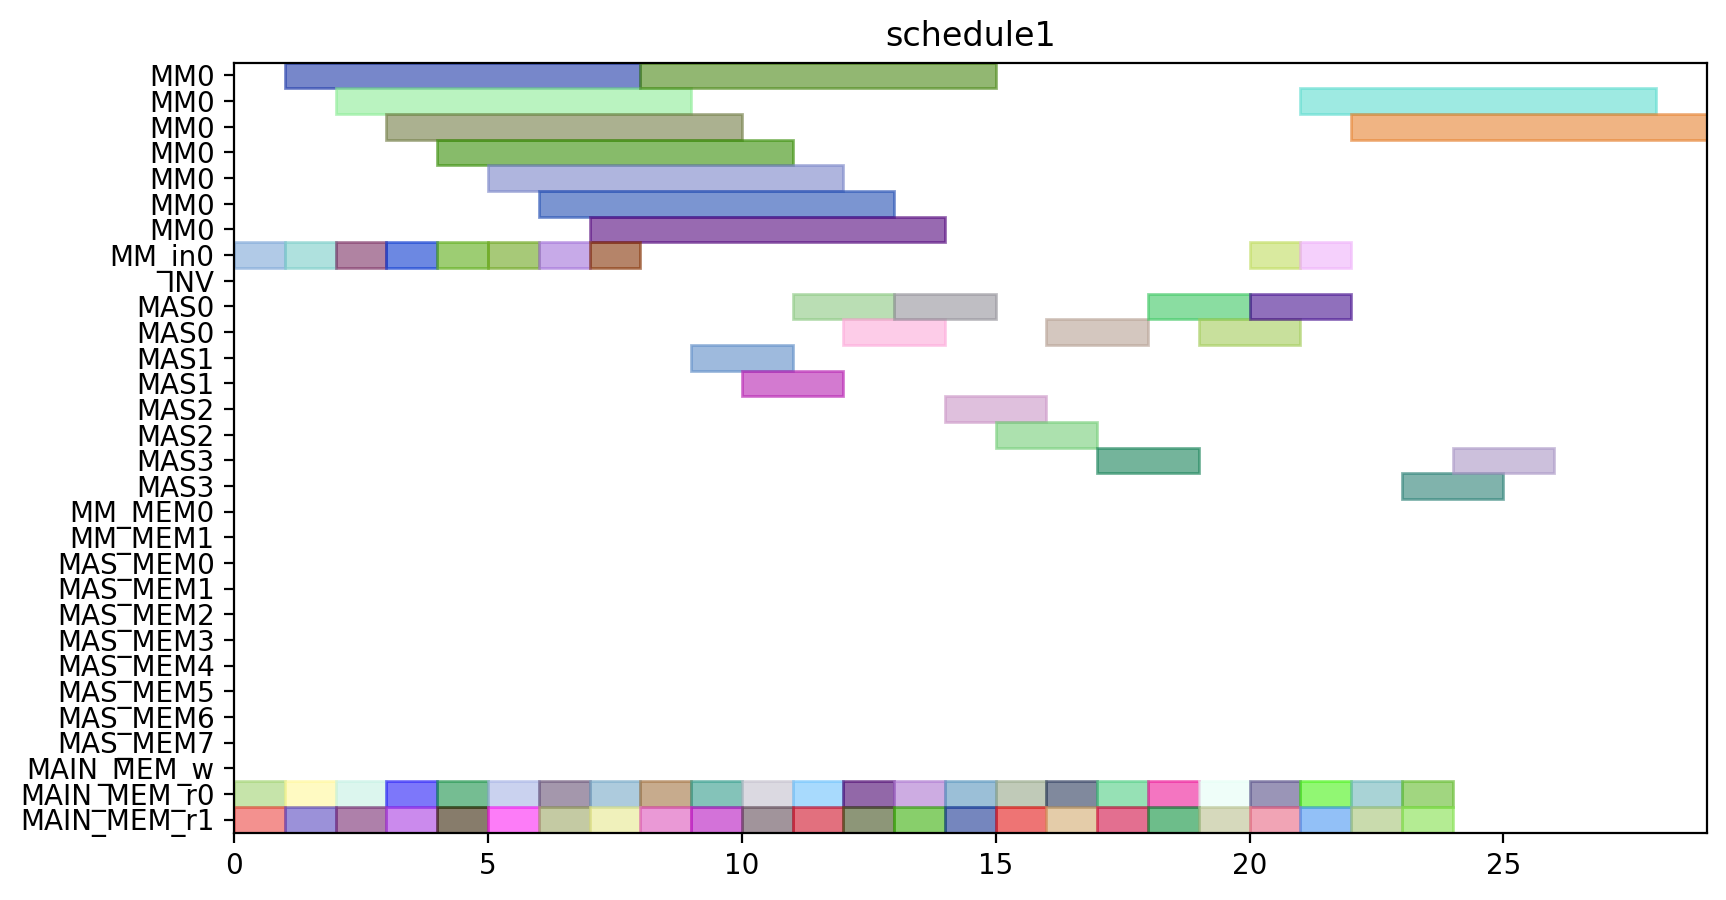 schedule1
MM0
MM0
MM0
MM0
MM0
MM0
MM0
MM_in0
INV
MAS0
MAS0
MAS1
MAS1
MAS2
MAS2
MAS3
MAS3
MM_MEM0
MM_MEM1
MAS_MEM0
MAS_MEM1
MAS_MEM2
MAS_MEM3
MAS_MEM4
MAS_MEM5
MAS_MEM6
MAS_MEM7
MAIN_MEM_w
MAIN_MEM_r0
MAIN_MEM_r1
0 5 10 15 20 25